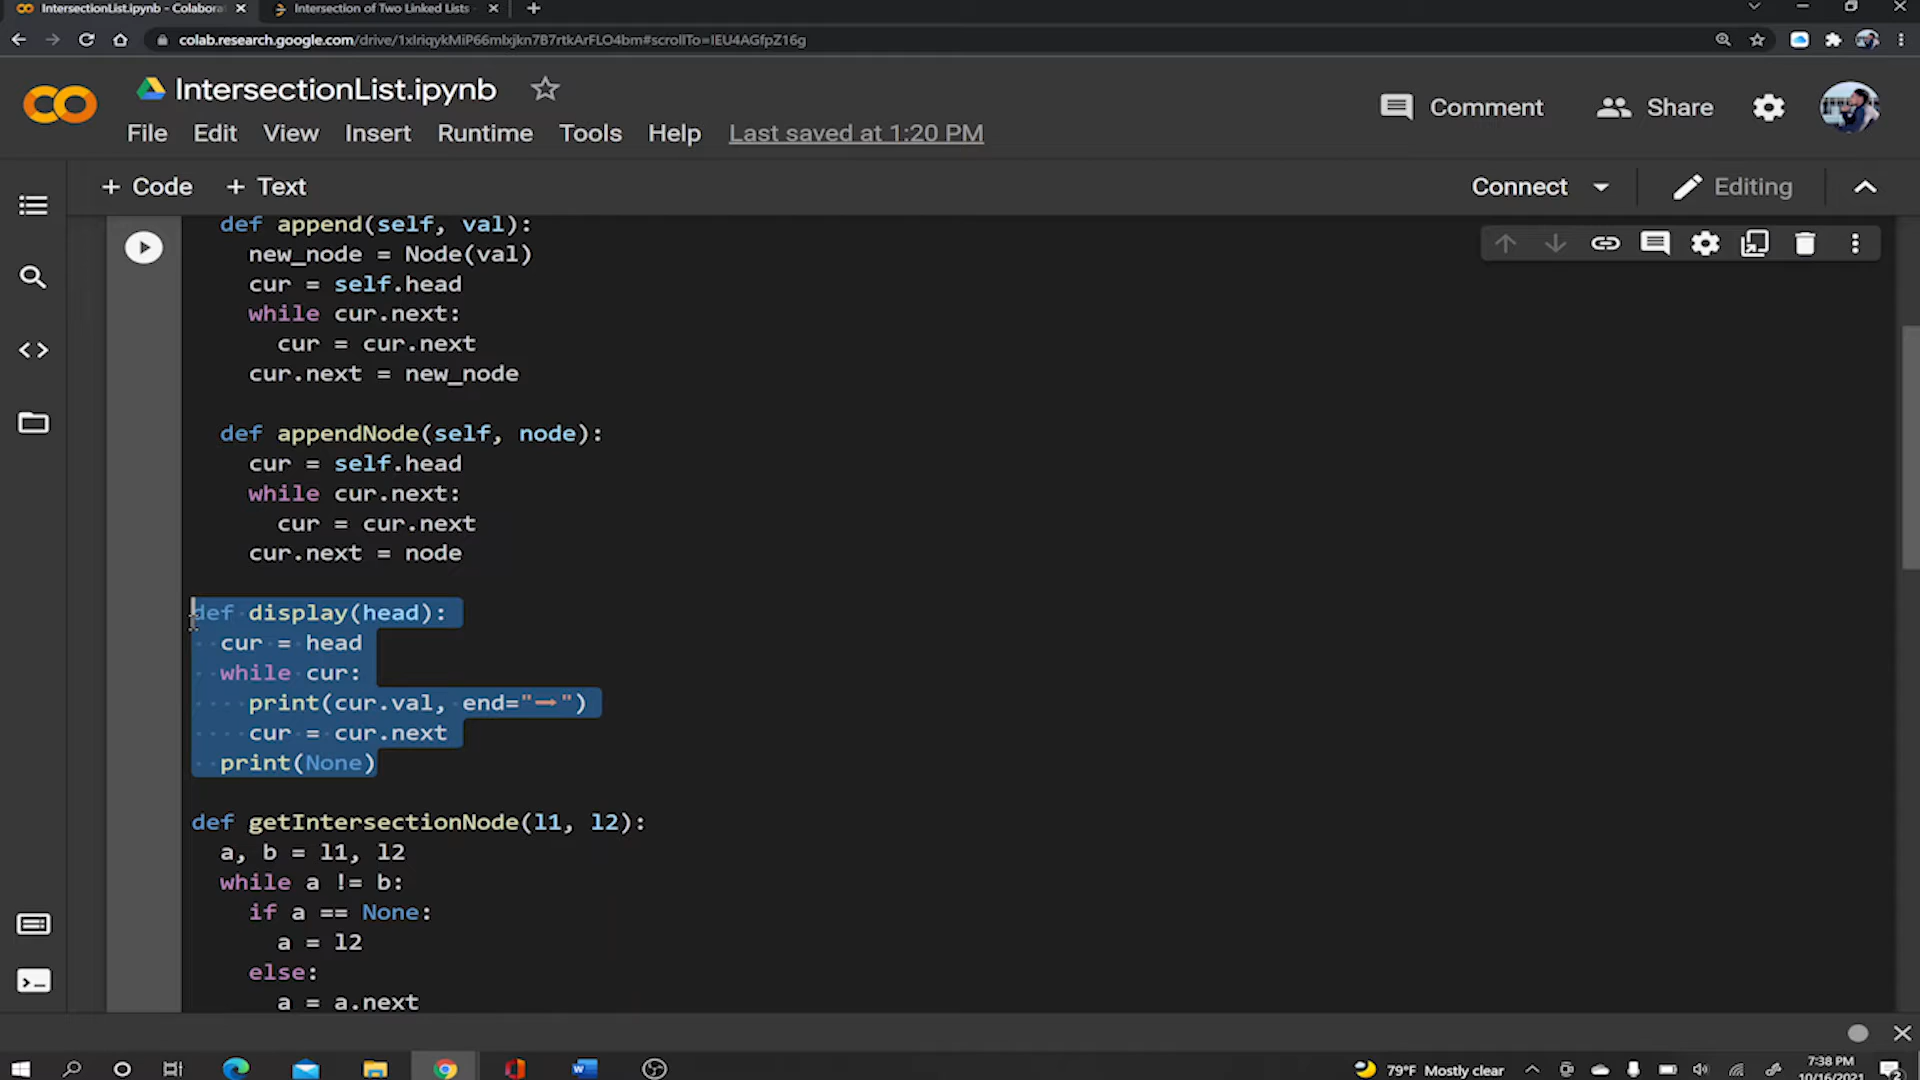 IntersectionList.ipynb - Colabora
Intersection of Two Linked Lists
colab.research.google.com/drive/1xIriqykMiP66mlxjkn7B7rtkArFLO4bm#scrollTo=IEU4AGfpZ16g
IntersectionList.ipynb
Comment
Share
File Edit View Insert Runtime Tools Help Last saved at 1:20 PM
+ Code + Text
Connect
Editing
def append(self, val):
new_node = Node(val)
cur = self.head
while cur.next:
cur = cur.next
cur.next = new_node
def appendNode(self, node):
cur = self.head
while cur.next:
cur = cur.next
cur.next = node
def display(head):
cur = head
while cur:
print(cur.val, end="→")
cur = cur.next
print(None)
def getIntersectionNode(l1, l2):
a, b = l1, l2
while a != b:
if a == None:
a = l2
else:
a = a.next
79°F Mostly clear
7:38 PM
10/16/2021